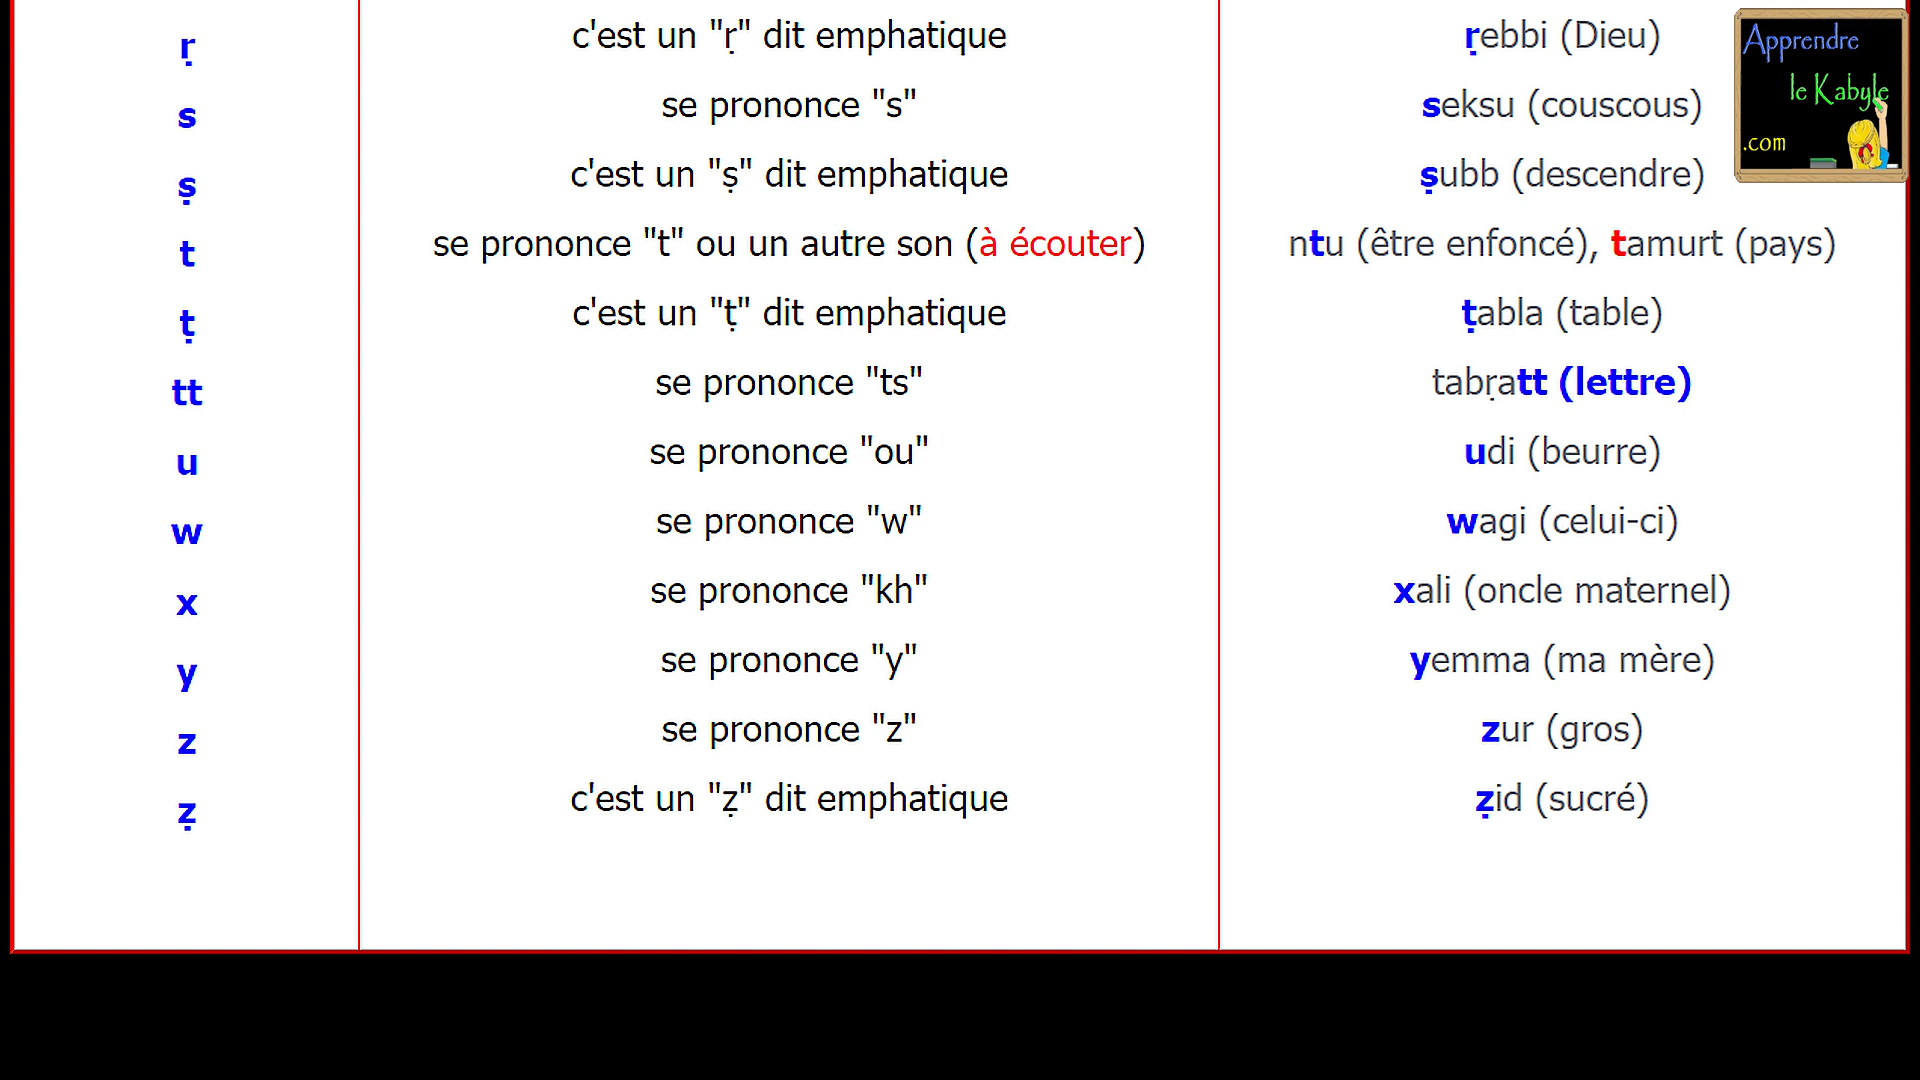 ṛ c'est un "ṛ" dit emphatique ṛebbi (Dieu)
s se prononce "s" seksu (couscous)
ṣ c'est un "ṣ" dit emphatique ṣubb (descendre)
t se prononce "t" ou un autre son (à écouter) ntu (être enfoncé), tamurt (pays)
ṭ c'est un "ṭ" dit emphatique ṭabla (table)
tt se prononce "ts" tabṛatt (lettre)
u se prononce "ou" udi (beurre)
w se prononce "w" wagi (celui-ci)
x se prononce "kh" xali (oncle maternel)
y se prononce "y" yemma (ma mère)
z se prononce "z" zur (gros)
ẓ c'est un "ẓ" dit emphatique ẓid (sucré)
Apprendre
le Kabyle
.com